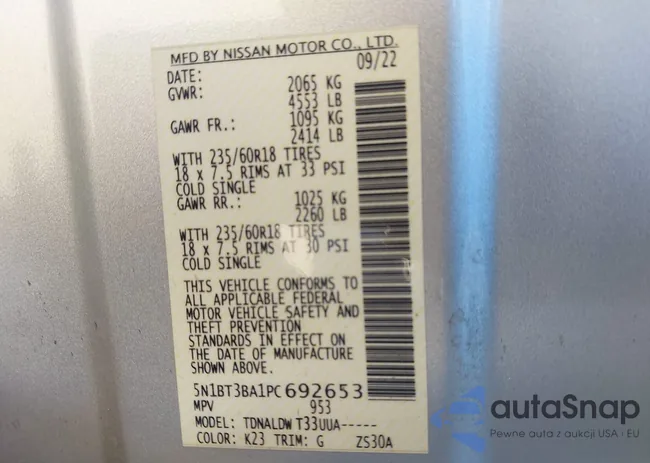 MFD BY NISSAN MOTOR CO., LTD.
DATE: 09/22
GVWR: 2065 KG
4553 LB
GAWR FR.: 1095 KG
2414 LB
WITH 235/60R18 TIRES
18 x 7.5 RIMS AT 33 PSI
COLD SINGLE
GAWR RR.: 1025 KG
2260 LB
WITH 235/60R18 TIRES
18 x 7.5 RIMS AT 30 PSI
COLD SINGLE
THIS VEHICLE CONFORMS TO
ALL APPLICABLE FEDERAL
MOTOR VEHICLE SAFETY AND
THEFT PREVENTION
STANDARDS IN EFFECT ON
THE DATE OF MANUFACTURE
SHOWN ABOVE.
5N1BT3BA1PC692653
MPV 953
MODEL: TDNALDW T33UUA-----
COLOR: K23 TRIM: G ZS30A
autoSnap
Pewne auta z aukcji USA · EU